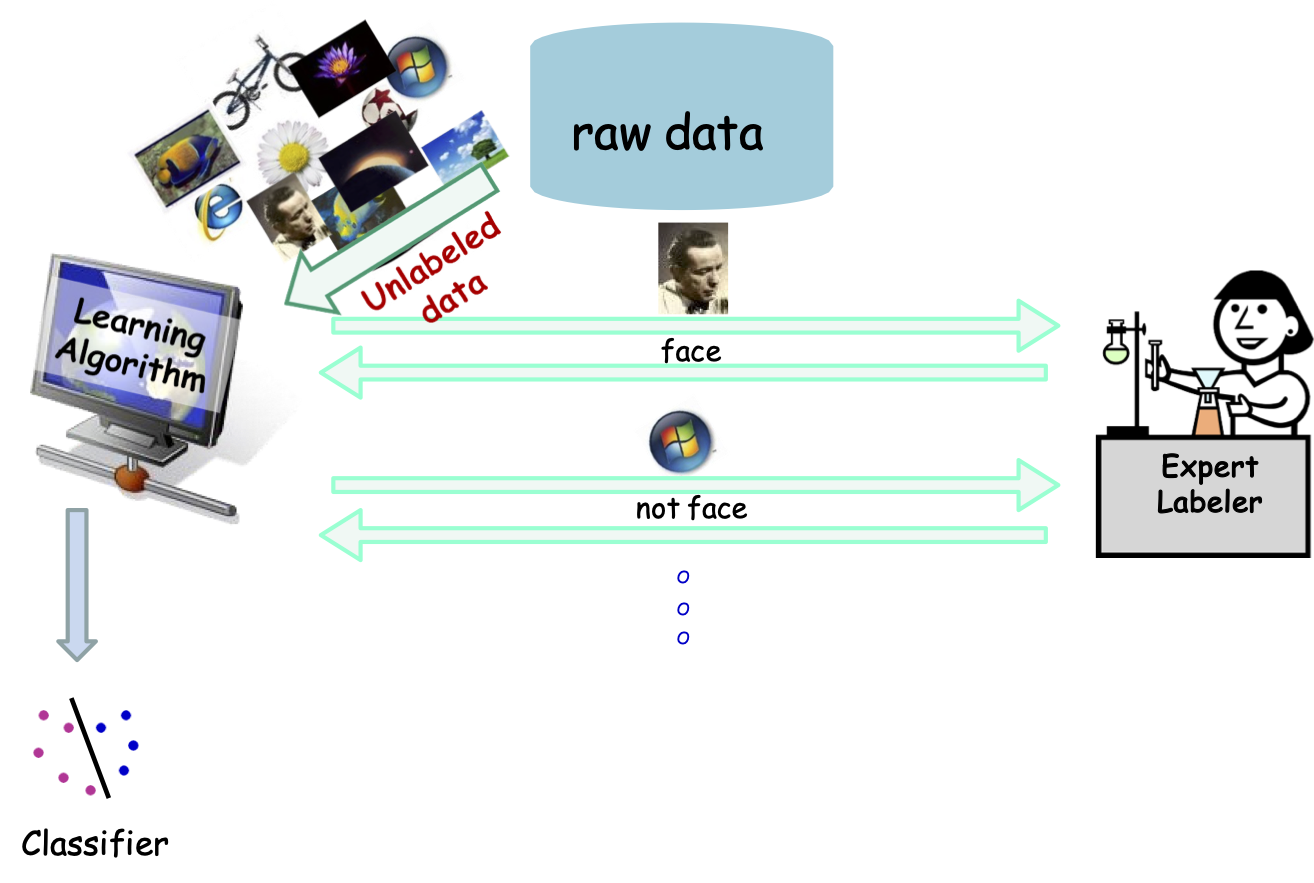 raw data
Unlabeled
data
Learning
Algorithm
face
not face
Expert
Labeler
o
o
o
Classifier